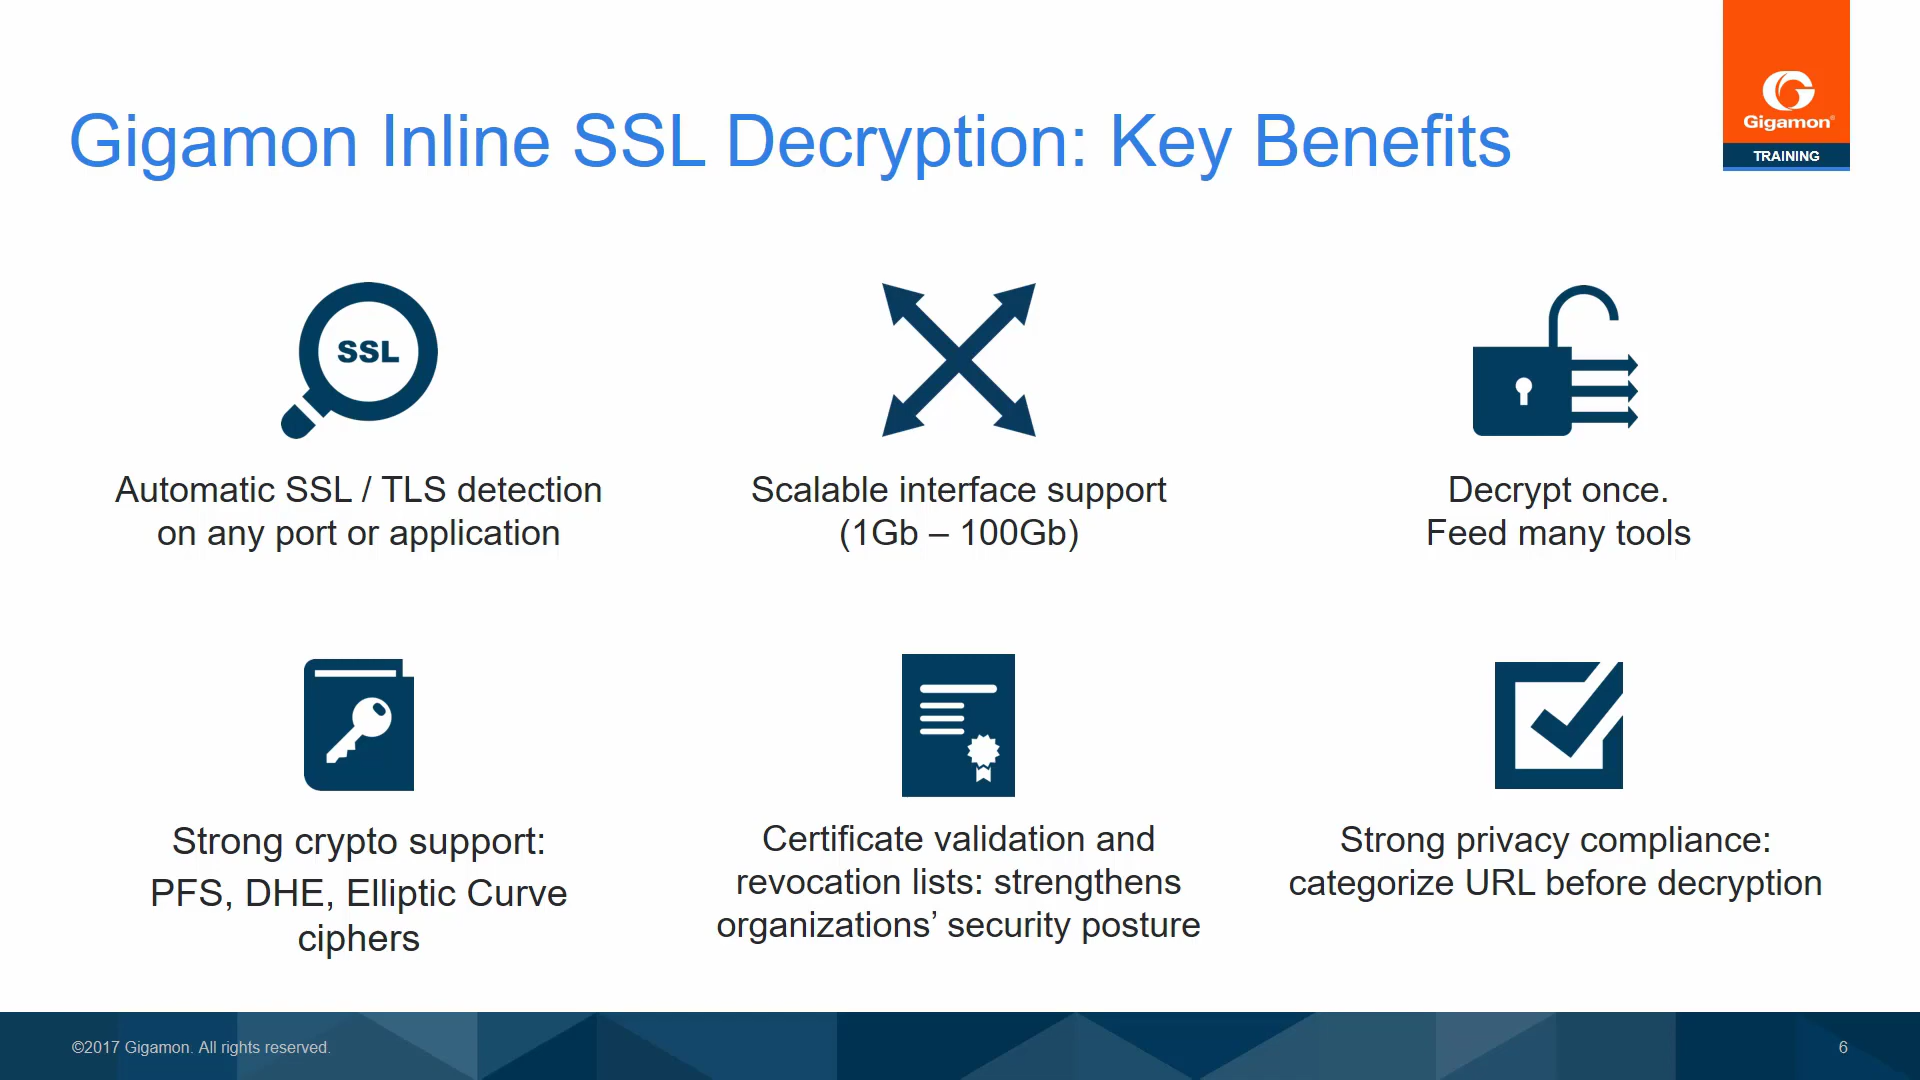 Gigamon®
TRAINING
Gigamon Inline SSL Decryption: Key Benefits
SSL
Automatic SSL / TLS detection
on any port or application
Scalable interface support
(1Gb – 100Gb)
Decrypt once.
Feed many tools
Strong crypto support:
PFS, DHE, Elliptic Curve
ciphers
Certificate validation and
revocation lists: strengthens
organizations’ security posture
Strong privacy compliance:
categorize URL before decryption
©2017 Gigamon. All rights reserved.
6